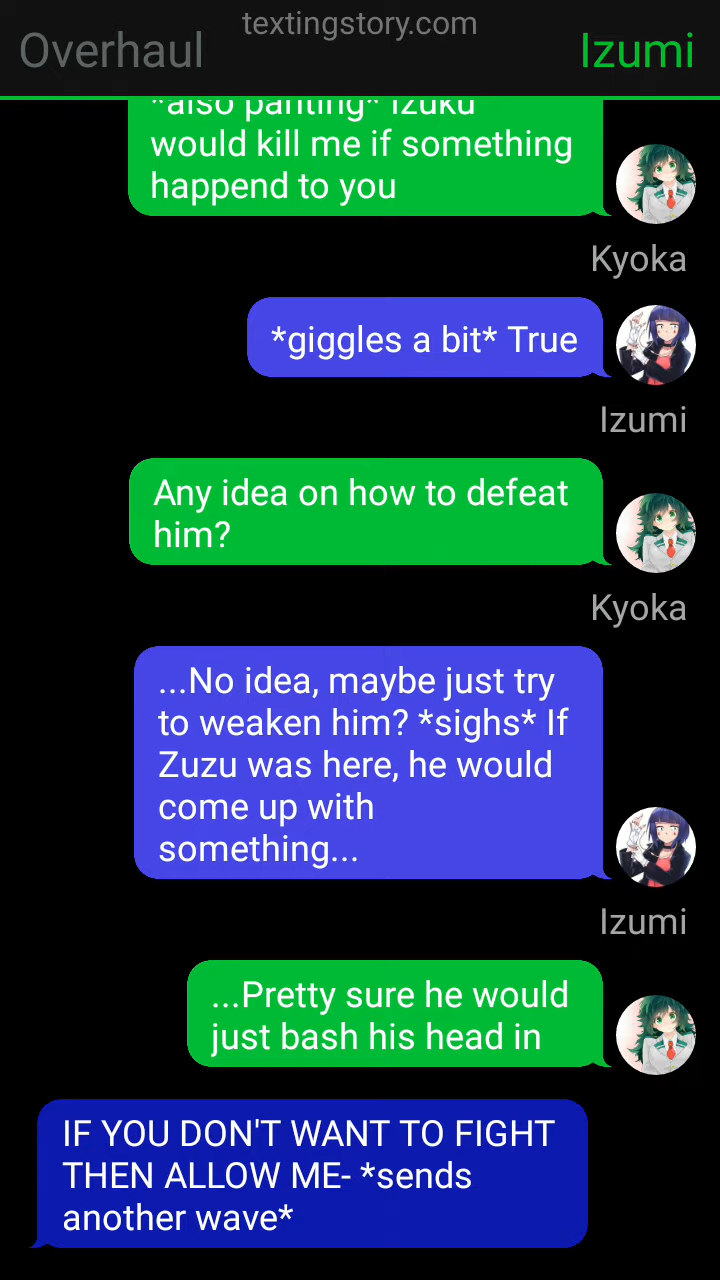 textingstory.com
Overhaul
Izumi
*also panting* Izuku
would kill me if something
happend to you
Kyoka
*giggles a bit* True
Izumi
Any idea on how to defeat
him?
Kyoka
...No idea, maybe just try
to weaken him? *sighs* If
Zuzu was here, he would
come up with
something...
Izumi
...Pretty sure he would
just bash his head in
IF YOU DON'T WANT TO FIGHT
THEN ALLOW ME- *sends
another wave*